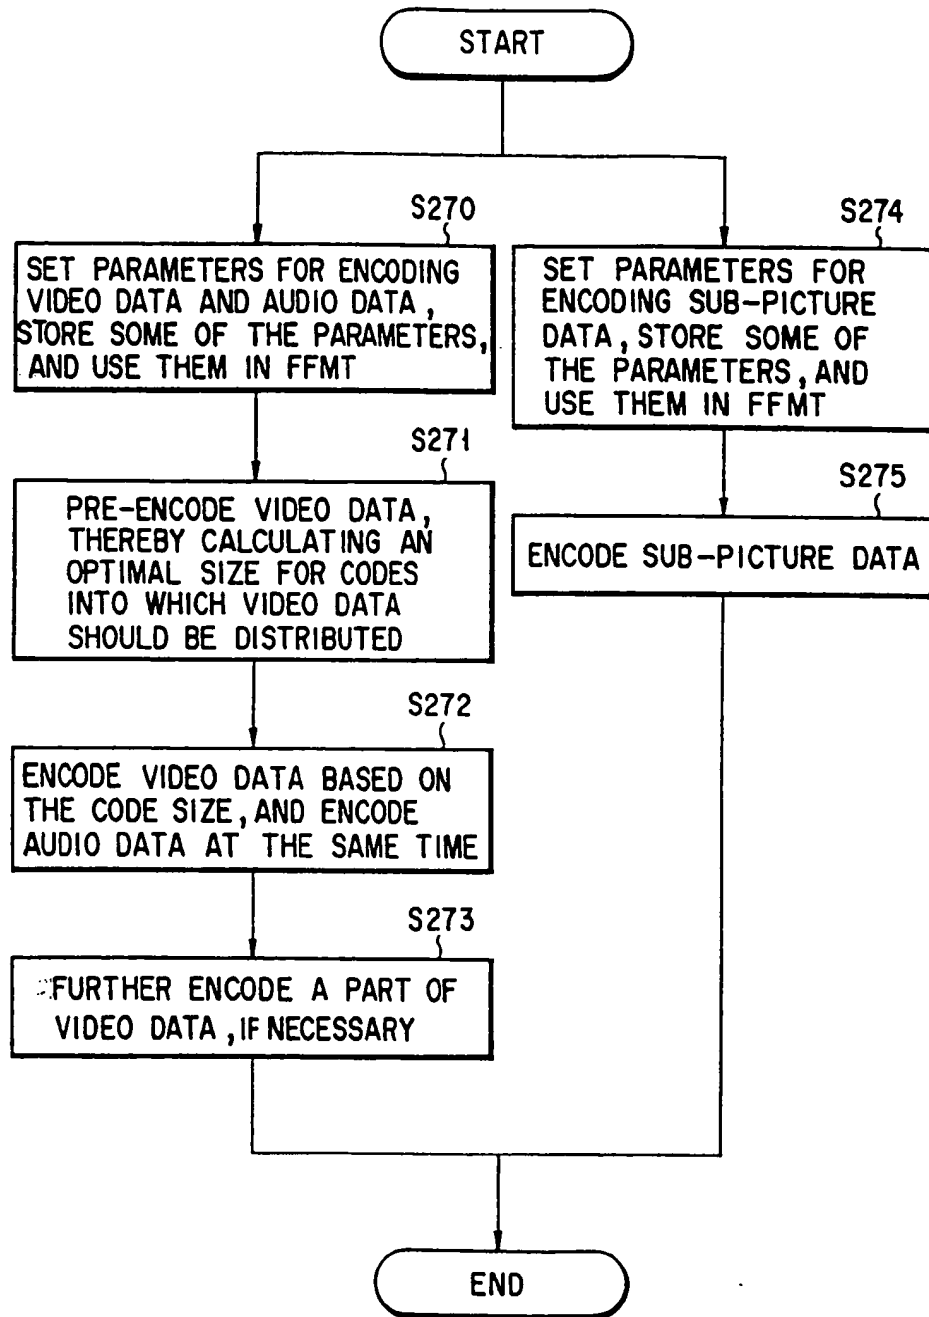 START
S270
SET PARAMETERS FOR ENCODING
VIDEO DATA AND AUDIO DATA,
STORE SOME OF THE PARAMETERS,
AND USE THEM IN FFMT
S271
PRE-ENCODE VIDEO DATA,
THEREBY CALCULATING AN
OPTIMAL SIZE FOR CODES
INTO WHICH VIDEO DATA
SHOULD BE DISTRIBUTED
S272
ENCODE VIDEO DATA BASED ON
THE CODE SIZE, AND ENCODE
AUDIO DATA AT THE SAME TIME
S273
FURTHER ENCODE A PART OF
VIDEO DATA, IF NECESSARY
S274
SET PARAMETERS FOR
ENCODING SUB-PICTURE
DATA, STORE SOME OF
THE PARAMETERS, AND
USE THEM IN FFMT
S275
ENCODE SUB-PICTURE DATA
END